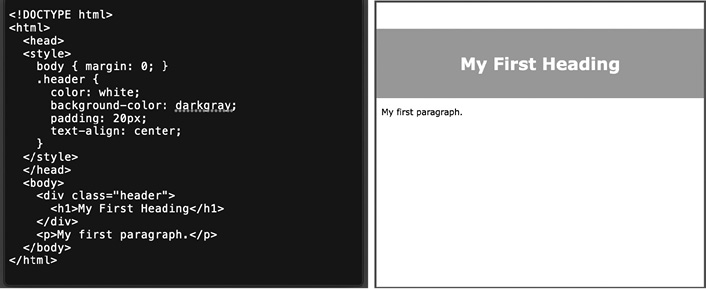 <!DOCTYPE html>
<html>
<head>
<style>
body { margin: 0; }
.header {
color: white;
background-color: darkgray;
padding: 20px;
text-align: center;
}
</style>
</head>
<body>
<div class="header">
<h1>My First Heading</h1>
</div>
<p>My first paragraph.</p>
</body>
</html>
My First Heading
My first paragraph.